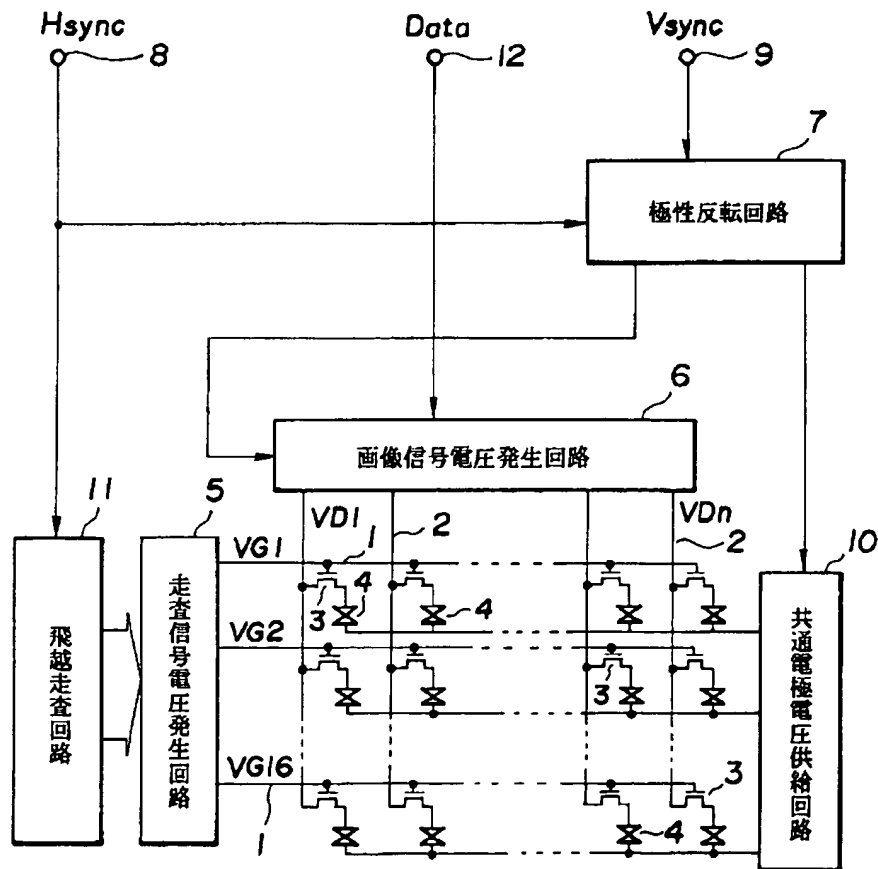 Hsync
8
Data
12
Vsync
9
7
極性反転回路
6
画像信号電圧発生回路
11
飛越走査回路
5
走査信号電圧発生回路
VD1
2
VDn
2
10
共通電極電圧供給回路
VG1
1
3
4
4
VG2
3
VG16
1
3
4